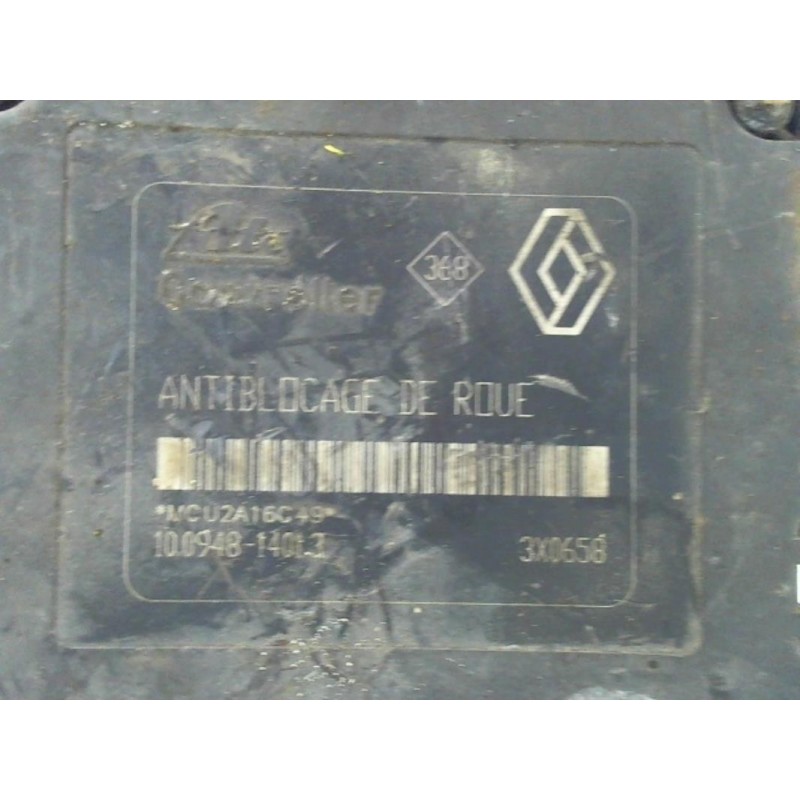 Ate
Controller
368
ANTIBLOCAGE DE ROUE
*MCU2A16C49*
10.0948-1401.3
3X0658